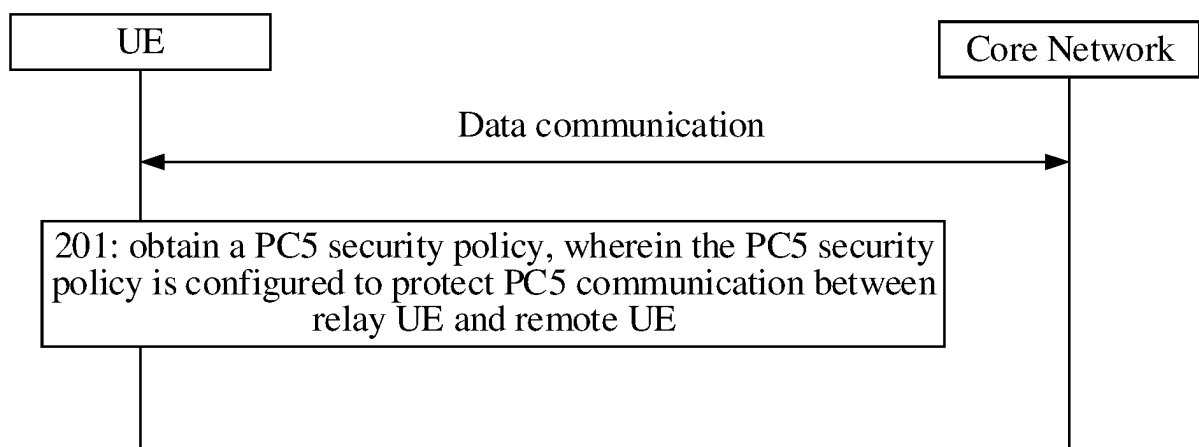 UE
Core Network
Data communication
201: obtain a PC5 security policy, wherein the PC5 security
policy is configured to protect PC5 communication between
relay UE and remote UE